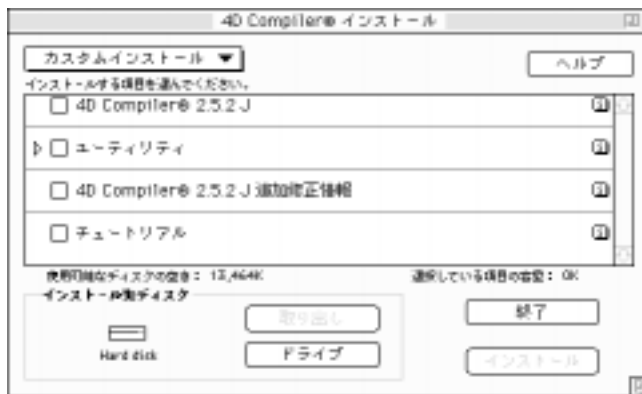 4D Compiler® インストール
カスタムインストール ▼
ヘルプ
インストールする項目を選んでください。
4D Compiler® 2.5.2 J
ユーティリティ
4D Compiler® 2.5.2 J 追加修正情報
チュートリアル
使用可能なディスクの空き： 13,464K 選択している項目の容量： 0K
インストール先ディスク
取り出し
終了
Hard disk
ドライブ
インストール